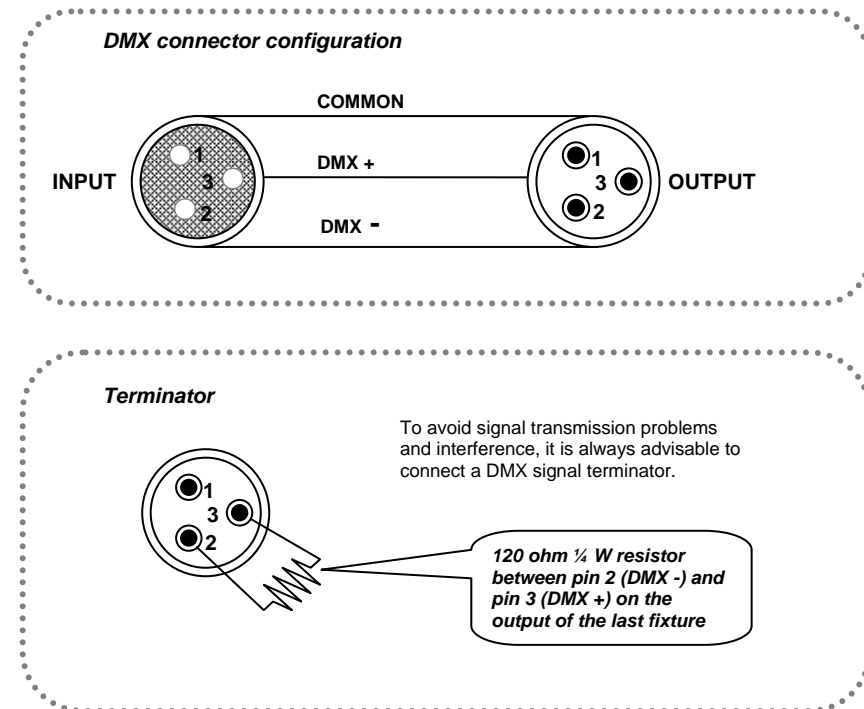 DMX connector configuration
COMMON
INPUT
1
3
2
DMX +
DMX -
1
3
2
OUTPUT
Terminator
To avoid signal transmission problems
and interference, it is always advisable to
connect a DMX signal terminator.
1
3
2
120 ohm ¼ W resistor
between pin 2 (DMX -) and
pin 3 (DMX +) on the
output of the last fixture